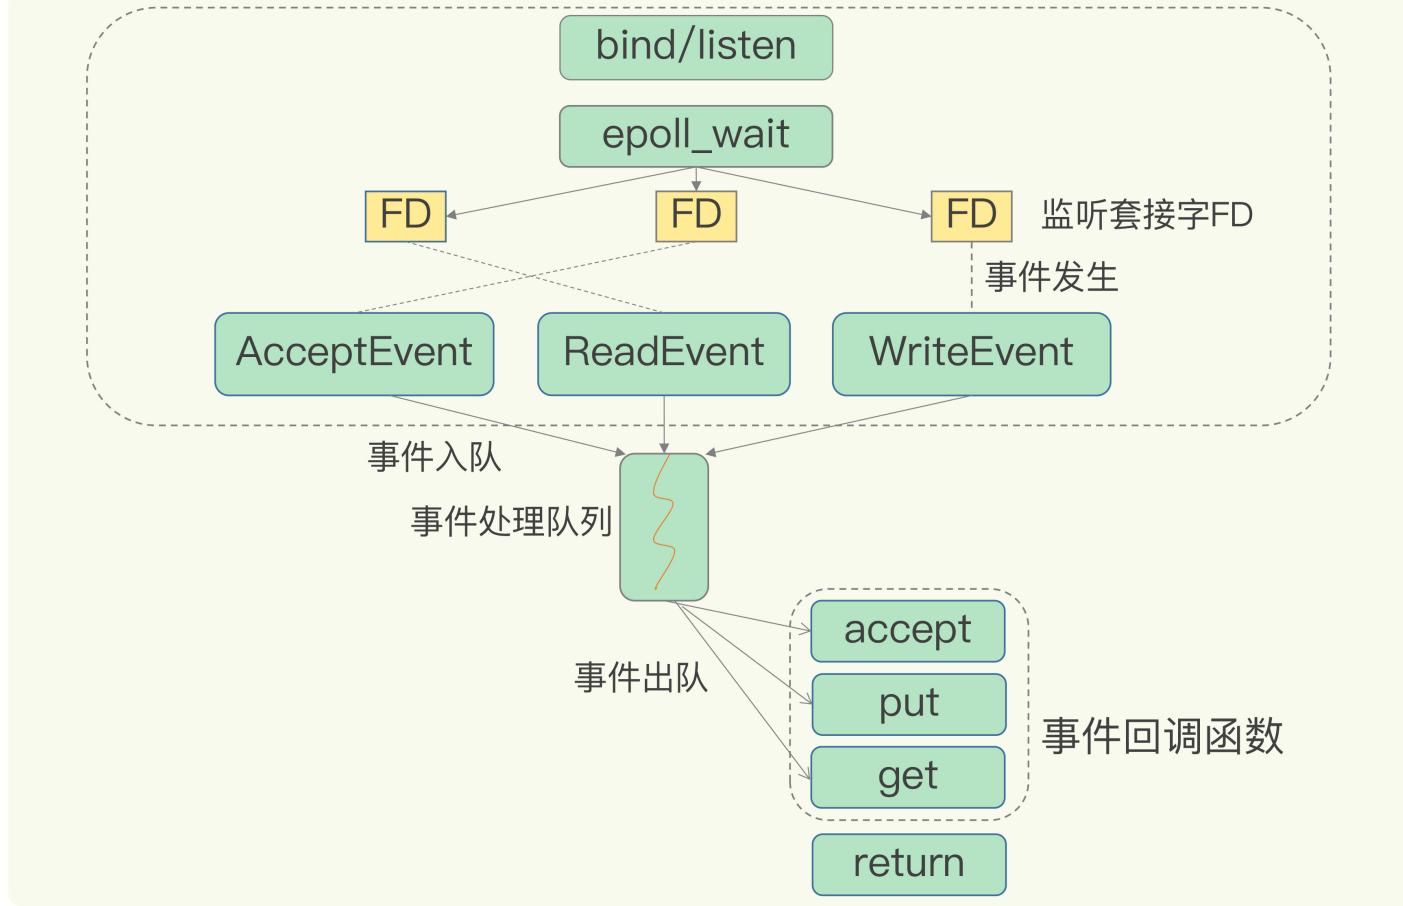 bind/listen
epoll_wait
FD
FD
FD
监听套接字FD
事件发生
AcceptEvent
ReadEvent
WriteEvent
事件入队
事件处理队列
accept
事件出队
put
事件回调函数
get
return